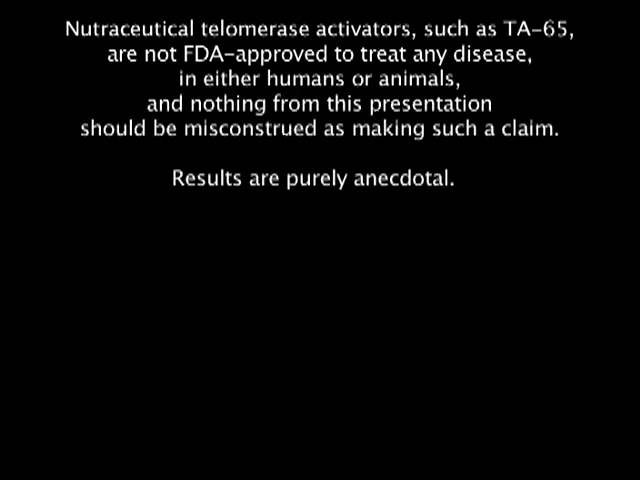 Nutraceutical telomerase activators, such as TA-65,
are not FDA-approved to treat any disease,
in either humans or animals,
and nothing from this presentation
should be misconstrued as making such a claim.
Results are purely anecdotal.